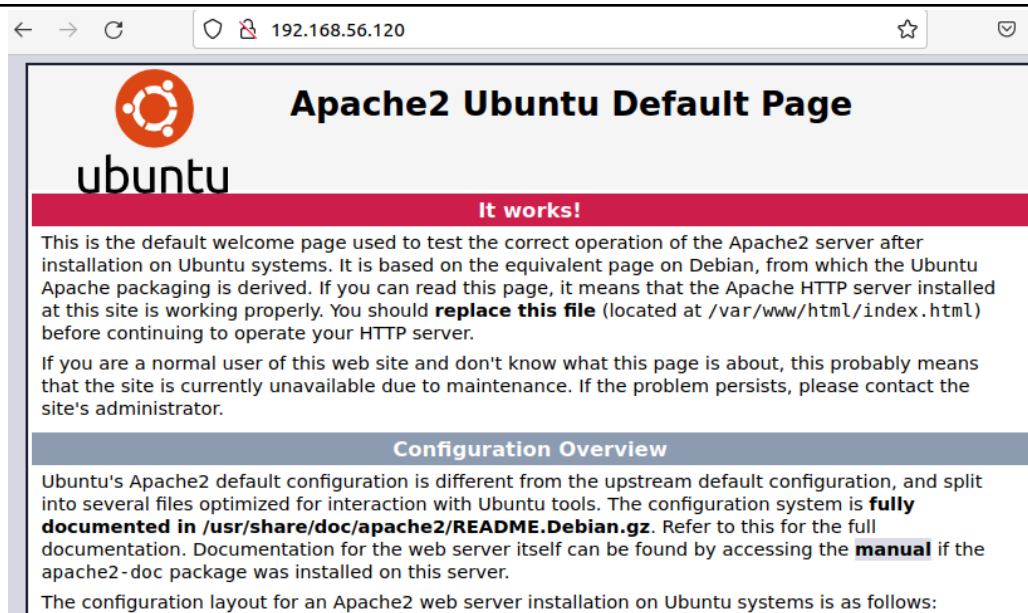 192.168.56.120
Apache2 Ubuntu Default Page
ubuntu
It works!
This is the default welcome page used to test the correct operation of the Apache2 server after
installation on Ubuntu systems. It is based on the equivalent page on Debian, from which the Ubuntu
Apache packaging is derived. If you can read this page, it means that the Apache HTTP server installed
at this site is working properly. You should replace this file (located at /var/www/html/index.html)
before continuing to operate your HTTP server.
If you are a normal user of this web site and don't know what this page is about, this probably means
that the site is currently unavailable due to maintenance. If the problem persists, please contact the
site's administrator.
Configuration Overview
Ubuntu's Apache2 default configuration is different from the upstream default configuration, and split
into several files optimized for interaction with Ubuntu tools. The configuration system is fully
documented in /usr/share/doc/apache2/README.Debian.gz. Refer to this for the full
documentation. Documentation for the web server itself can be found by accessing the manual if the
apache2-doc package was installed on this server.
The configuration layout for an Apache2 web server installation on Ubuntu systems is as follows: